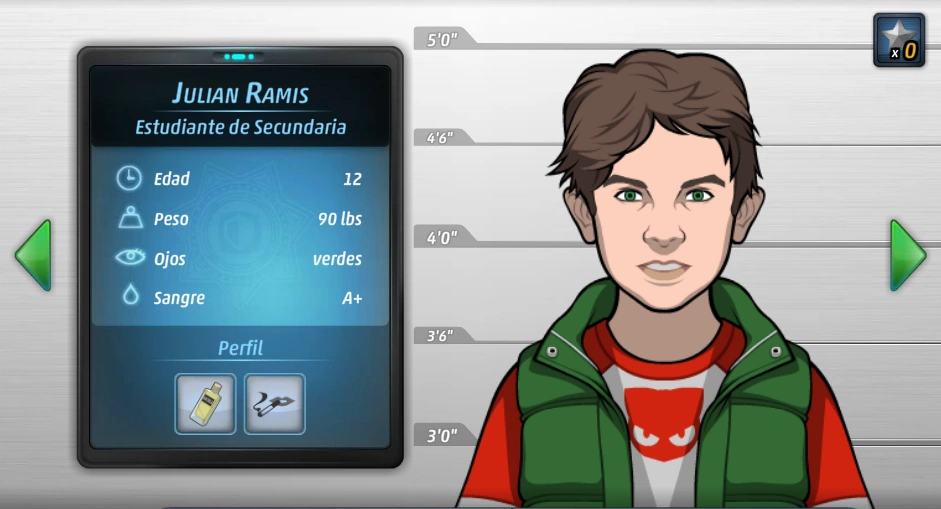 JULIAN RAMIS
Estudiante de Secundaria
Edad 12
Peso 90 lbs
Ojos verdes
Sangre A+
Perfil
5'0"
4'6"
4'0"
3'6"
3'0"
x 0